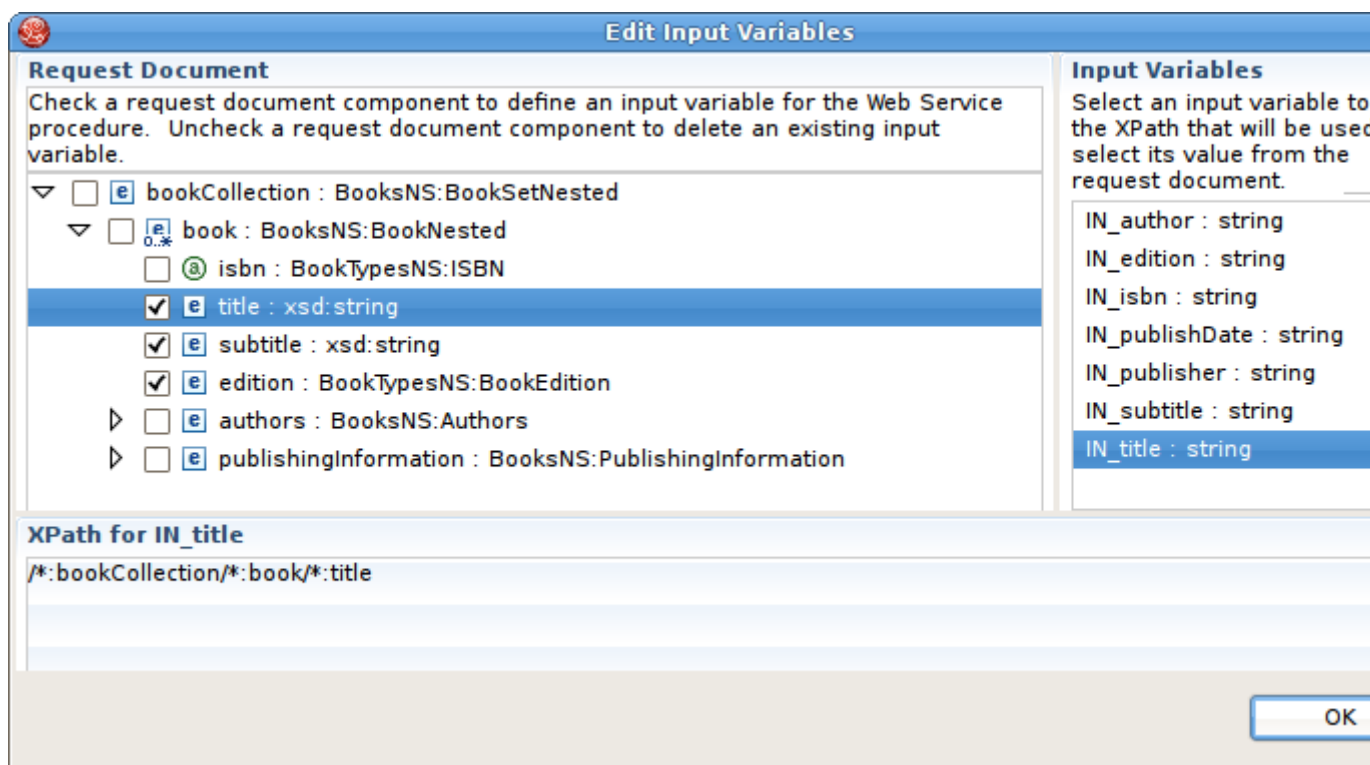 Edit Input Variables
Request Document
Check a request document component to define an input variable for the Web Service
procedure.  Uncheck a request document component to delete an existing input
variable.
e bookCollection : BooksNS:BookSetNested
e 0..* book : BooksNS:BookNested
a isbn : BookTypesNS:ISBN
e title : xsd:string
e subtitle : xsd:string
e edition : BookTypesNS:BookEdition
e authors : BooksNS:Authors
e publishingInformation : BooksNS:PublishingInformation
Input Variables
Select an input variable to
the XPath that will be used
select its value from the
request document.
IN_author : string
IN_edition : string
IN_isbn : string
IN_publishDate : string
IN_publisher : string
IN_subtitle : string
IN_title : string
XPath for IN_title
/*:bookCollection/*:book/*:title
OK